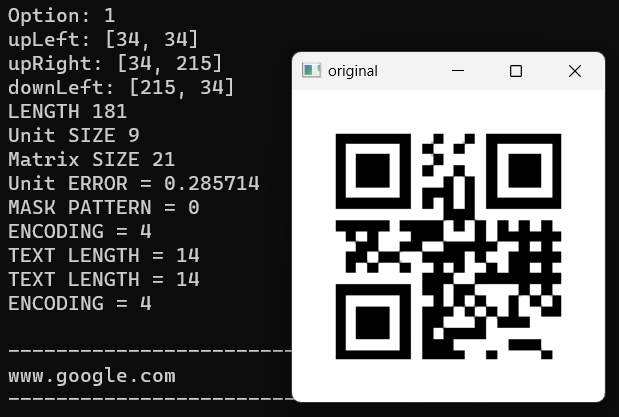 Option: 1
upLeft: [34, 34]
upRight: [34, 215]
downLeft: [215, 34]
LENGTH 181
Unit SIZE 9
Matrix SIZE 21
Unit ERROR = 0.285714
MASK PATTERN = 0
ENCODING = 4
TEXT LENGTH = 14
TEXT LENGTH = 14
ENCODING = 4
------------------------
www.google.com
------------------------
original